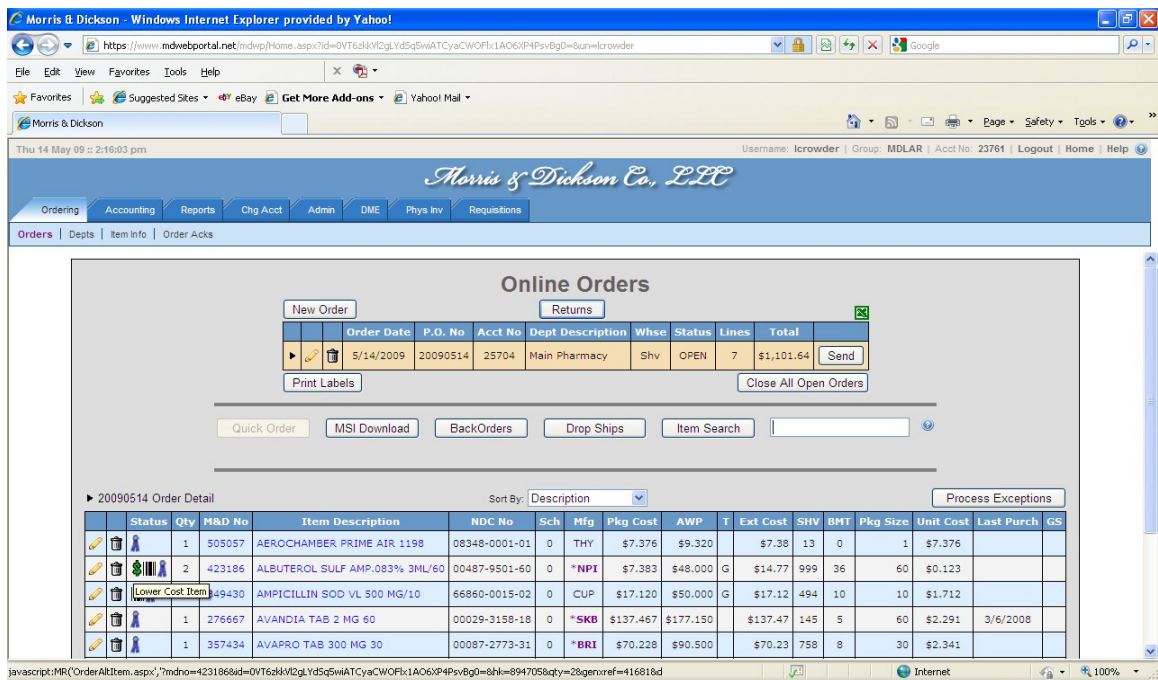 Morris & Dickson - Windows Internet Explorer provided by Yahoo!
https://www.mdwebportal.net/mdwp/Home.aspx?id=0VT6zkkVl2gLYdSq5wiATCyaCWOFlx1AO6XP4PsvBg0=&un=lcrowder Google
File Edit View Favorites Tools Help
Favorites Suggested Sites eBay Get More Add-ons Yahoo! Mail
Morris & Dickson Page Safety Tools
Thu 14 May 09 :: 2:16:03 pm Username: lcrowder | Group: MDLAR | Acct No: 23761 | Logout | Home | Help
Morris & Dickson Co., LLC
Ordering Accounting Reports Chg Acct Admin DME Phys Inv Requisitions
Orders | Depts | Item Info | Order Acks
Online Orders
New Order Returns
Order Date P.O. No Acct No Dept Description Whse Status Lines Total
5/14/2009 20090514 25704 Main Pharmacy Shv OPEN 7 $1,101.64 Send
Print Labels Close All Open Orders
Quick Order MSI Download BackOrders Drop Ships Item Search
20090514 Order Detail Sort By: Description Process Exceptions
Status Qty M&D No Item Description NDC No Sch Mfg Pkg Cost AWP T Ext Cost SHV BMT Pkg Size Unit Cost Last Purch GS
1 505057 AEROCHAMBER PRIME AIR 1198 08348-0001-01 0 THY $7.376 $9.320 $7.38 13 0 1 $7.376
2 423186 ALBUTEROL SULF AMP.083% 3ML/60 00487-9501-60 0 *NPI $7.383 $48.000 G $14.77 999 36 60 $0.123
Lower Cost Item 349430 AMPICILLIN SOD VL 500 MG/10 66860-0015-02 0 CUP $17.120 $50.000 G $17.12 494 10 10 $1.712
1 276667 AVANDIA TAB 2 MG 60 00029-3158-18 0 *SKB $137.467 $177.150 $137.47 145 5 60 $2.291 3/6/2008
1 357434 AVAPRO TAB 300 MG 30 00087-2773-31 0 *BRI $70.228 $90.500 $70.23 758 8 30 $2.341
javascript:MR('OrderAltItem.aspx','?mdno=423186&id=0VT6zkkVl2gLYdSq5wiATCyaCWOFlx1AO6XP4PsvBg0=&hk=894705&qty=2&genxref=416818d Internet 100%